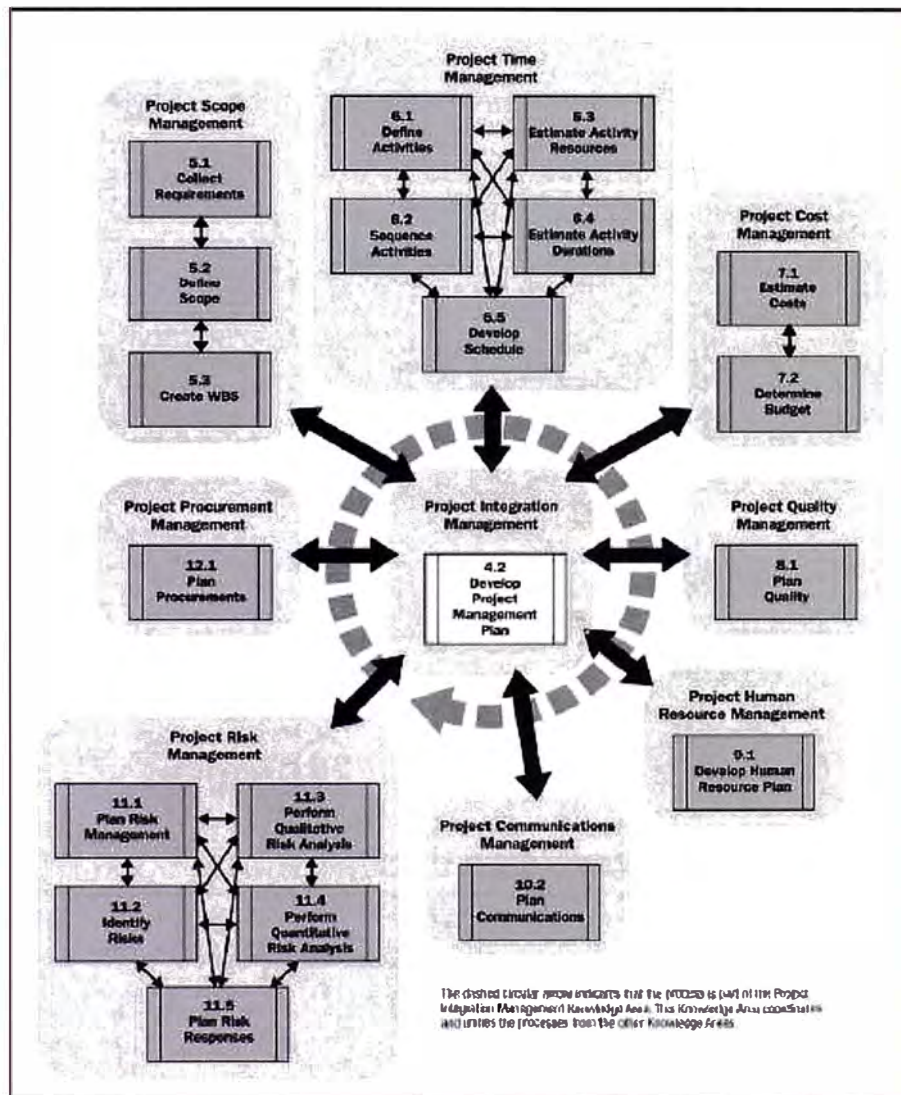 Project Time
Management
6.1
Define
Activities
6.3
Estimate Activity
Resources
6.2
Sequence
Activities
6.4
Estimate Activity
Durations
6.5
Develop
Schedule
Project Scope
Management
5.1
Collect
Requirements
5.2
Define
Scope
5.3
Create WBS
Project Cost
Management
7.1
Estimate
Costs
7.2
Determine
Budget
Project Procurement
Management
12.1
Plan
Procurements
Project Integration
Management
4.2
Develop
Project
Management
Plan
Project Quality
Management
8.1
Plan
Quality
Project Human
Resource Management
9.1
Develop Human
Resource Plan
Project Risk
Management
11.1
Plan Risk
Management
11.3
Perform
Qualitative
Risk Analysis
11.2
Identify
Risks
11.4
Perform
Quantitative
Risk Analysis
11.5
Plan Risk
Responses
Project Communications
Management
10.2
Plan
Communications
The dashed circular arrow indicates that the process is part of the Project
Integration Management Knowledge Area. This Knowledge Area coordinates
and unifies the processes from the other Knowledge Areas.